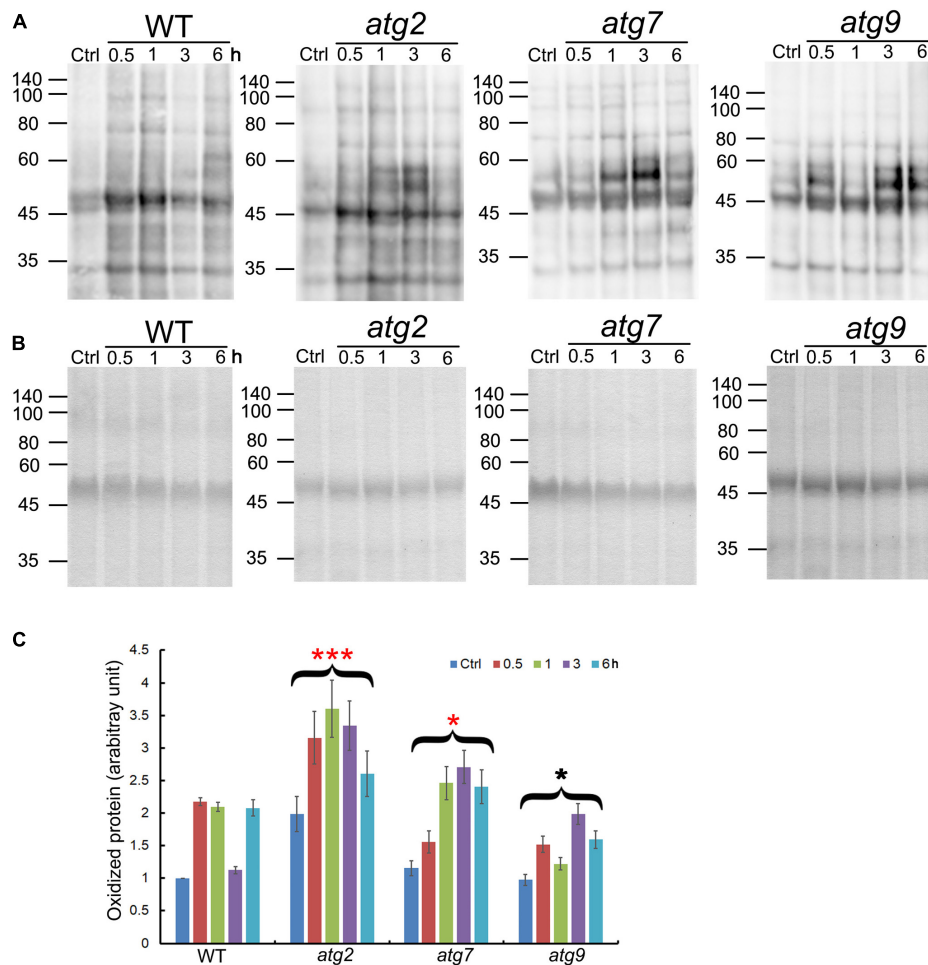 A
WT
atg2
atg7
atg9
Ctrl 0.5 1 3 6 h
Ctrl 0.5 1 3 6
Ctrl 0.5 1 3 6
Ctrl 0.5 1 3 6
140
100
80
60
45
35
140
100
80
60
45
35
140
100
80
60
45
35
140
100
80
60
45
35
B
WT
atg2
atg7
atg9
Ctrl 0.5 1 3 6 h
Ctrl 0.5 1 3 6
Ctrl 0.5 1 3 6
Ctrl 0.5 1 3 6
140
100
80
60
45
35
140
100
80
60
45
35
140
100
80
60
45
35
140
100
80
60
45
35
C
Oxidized protein (arabitray unit)
4.5
4
3.5
3
2.5
2
1.5
1
0.5
0
***
*
*
Ctrl 0.5 1 3 6h
WT atg2 atg7 atg9